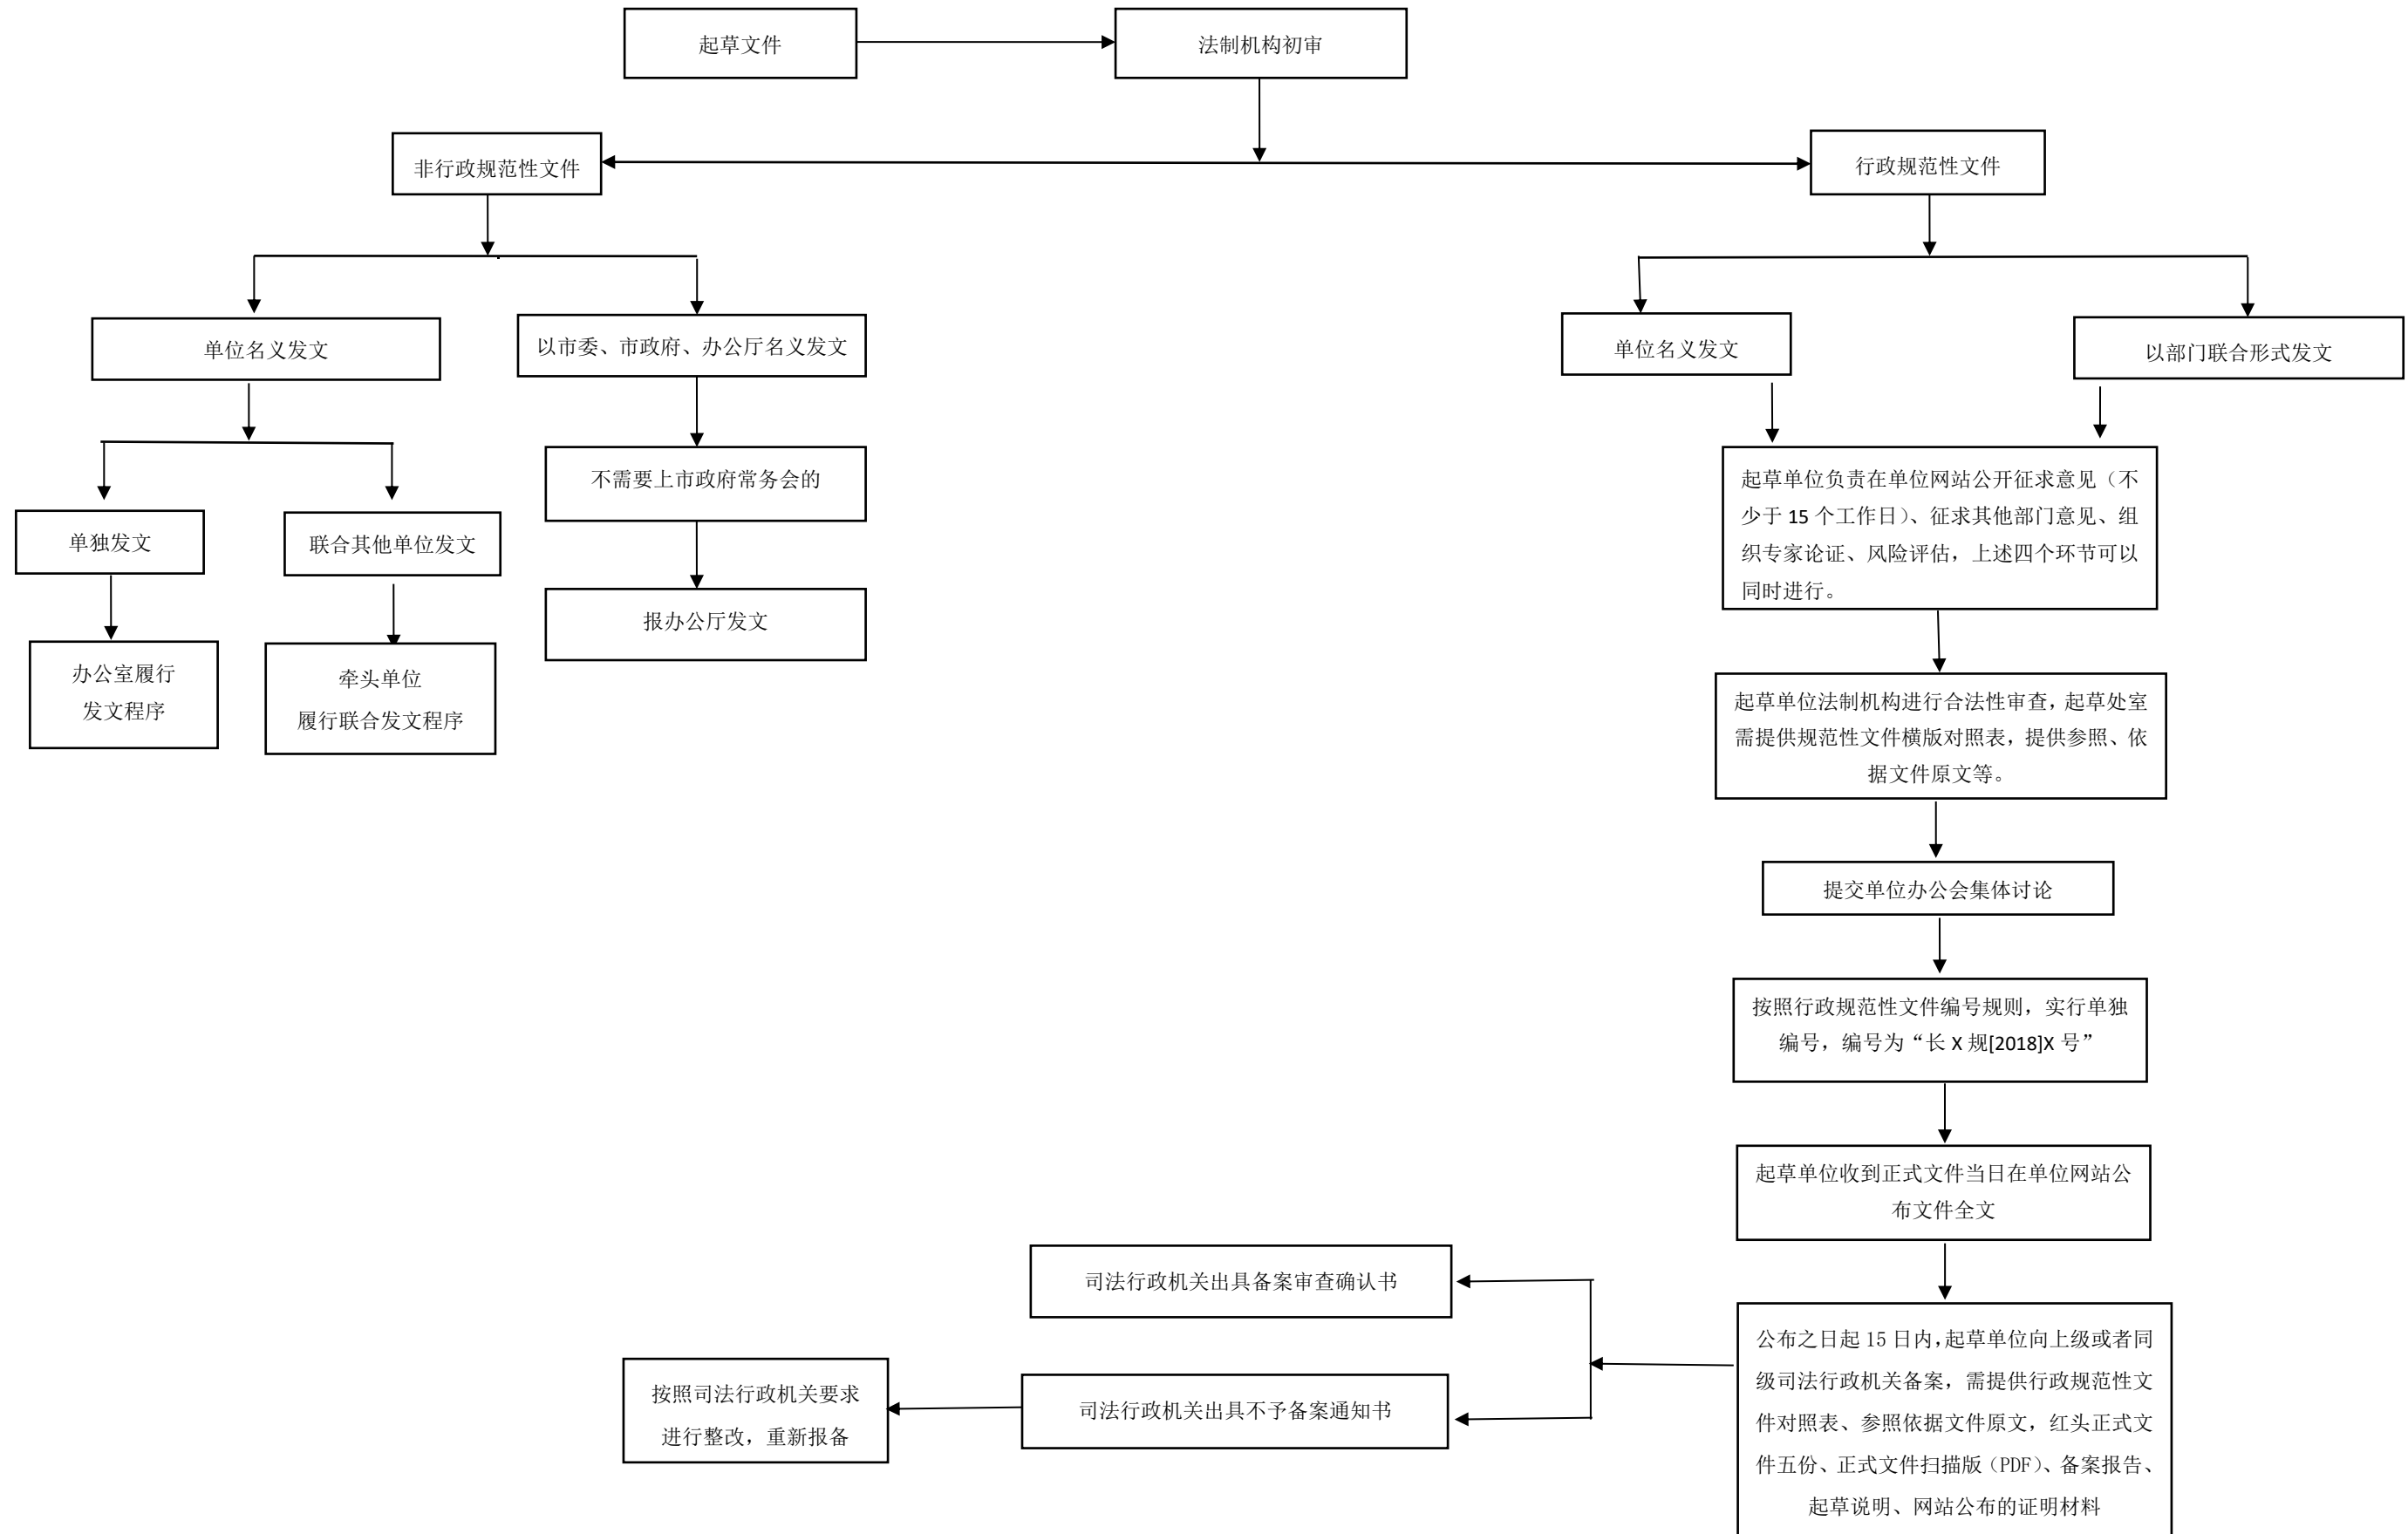 起草文件
法制机构初审
非行政规范性文件
行政规范性文件
单位名义发文
以市委、市政府、办公厅名义发文
单位名义发文
以部门联合形式发文
不需要上市政府常务会的
单独发文
联合其他单位发文
报办公厅发文
办公室履行
发文程序
牵头单位
履行联合发文程序
起草单位负责在单位网站公开征求意见（不
少于 15 个工作日）、征求其他部门意见、组
织专家论证、风险评估，上述四个环节可以
同时进行。
起草单位法制机构进行合法性审查，起草处室
需提供规范性文件横版对照表，提供参照、依
据文件原文等。
提交单位办公会集体讨论
按照行政规范性文件编号规则，实行单独
编号，编号为“长 X 规[2018]X 号”
起草单位收到正式文件当日在单位网站公
布文件全文
公布之日起 15 日内，起草单位向上级或者同
级司法行政机关备案，需提供行政规范性文
件对照表、参照依据文件原文，红头正式文
件五份、正式文件扫描版（PDF）、备案报告、
起草说明、网站公布的证明材料
司法行政机关出具备案审查确认书
司法行政机关出具不予备案通知书
按照司法行政机关要求
进行整改，重新报备